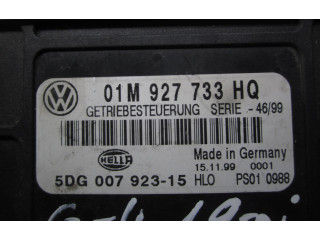 01M 927 733 HQ
GETRIEBESTEUERUNG SERIE - 46/99
HELLA
Made in Germany
15.11.99 0001
5DG 007 923-15 HLO PS01 0988